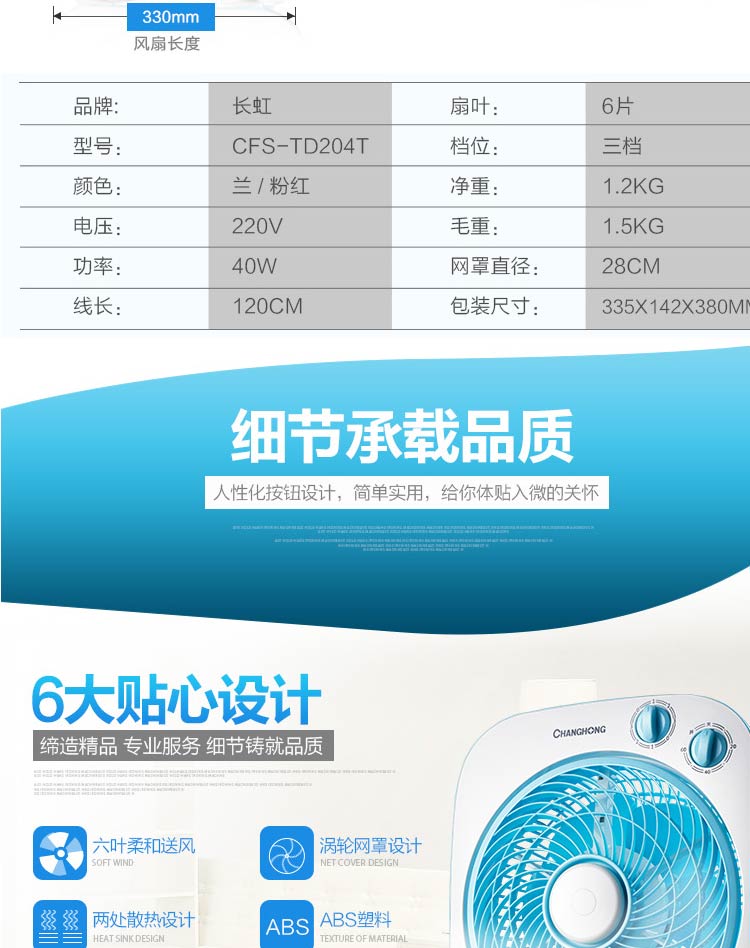 330mm
风扇长度
品牌: 长虹 扇叶: 6片
型号: CFS-TD204T 档位: 三档
颜色: 兰 / 粉红 净重: 1.2KG
电压: 220V 毛重: 1.5KG
功率: 40W 网罩直径: 28CM
线长: 120CM 包装尺寸: 335X142X380MM
细节承载品质
人性化按钮设计，简单实用，给你体贴入微的关怀
6大贴心设计
缔造精品 专业服务 细节铸就品质
CHANGHONG
六叶柔和送风
SOFT WIND
涡轮网罩设计
NET COVER DESIGN
两处散热设计
HEAT SINK DESIGN
ABS
ABS塑料
TEXTURE OF MATERIAL